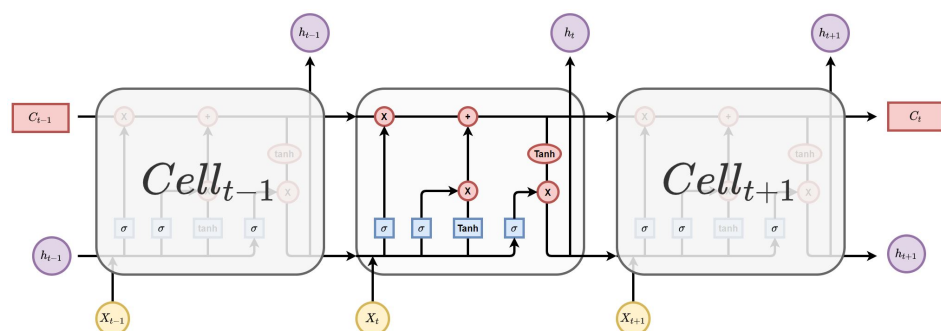 h_{t-1}
h_t
h_{t+1}
C_{t-1}
X
+
X
+
X
+
C_t
tanh
Tanh
tanh
Cell_{t-1}
X
X
X
Cell_{t+1}
X
σ
σ
tanh
σ
σ
σ
Tanh
σ
σ
σ
tanh
σ
h_{t-1}
h_{t+1}
X_{t-1}
X_t
X_{t+1}